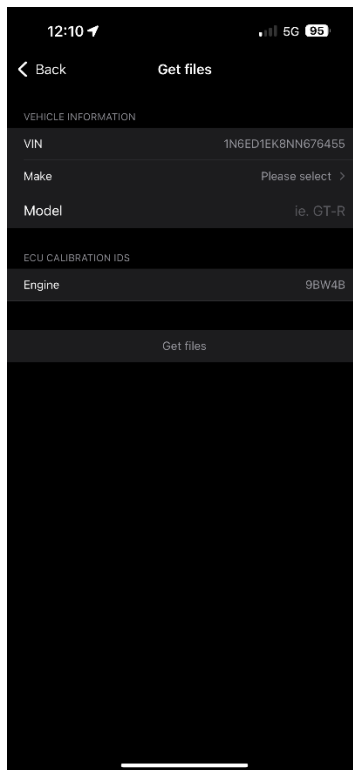 12:10 5G 95
Back Get files
VEHICLE INFORMATION
VIN 1N6ED1EK8NN676455
Make Please select
Model ie. GT-R
ECU CALIBRATION IDS
Engine 9BW4B
Get files